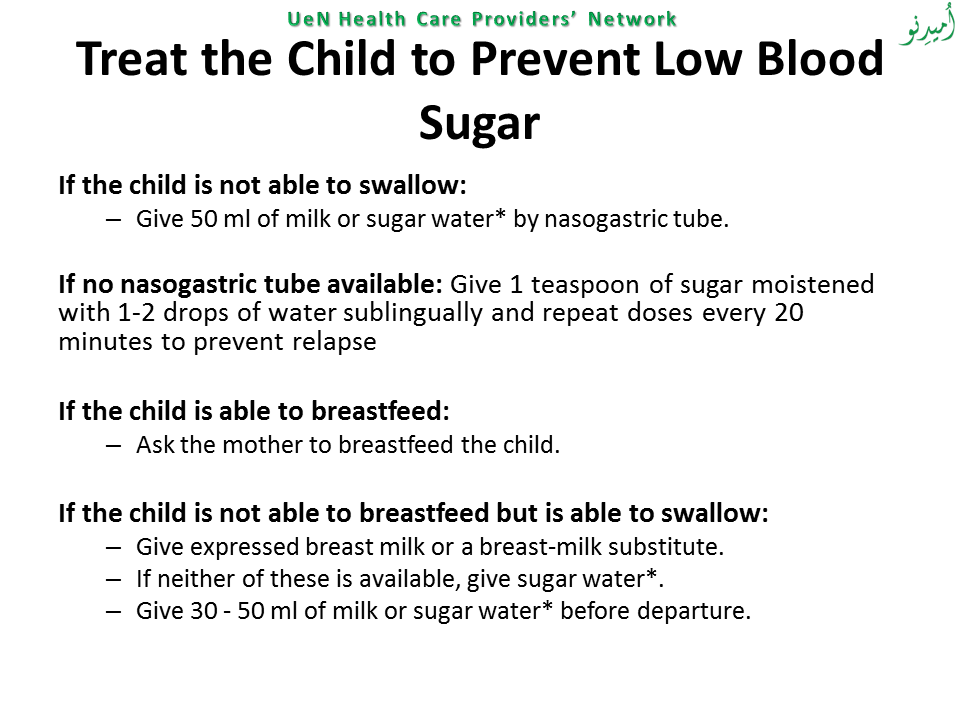 UeN Health Care Providers’ Network
اُمیدِنو
Treat the Child to Prevent Low Blood
Sugar
If the child is not able to swallow:
– Give 50 ml of milk or sugar water* by nasogastric tube.
If no nasogastric tube available: Give 1 teaspoon of sugar moistened
with 1-2 drops of water sublingually and repeat doses every 20
minutes to prevent relapse
If the child is able to breastfeed:
– Ask the mother to breastfeed the child.
If the child is not able to breastfeed but is able to swallow:
– Give expressed breast milk or a breast-milk substitute.
– If neither of these is available, give sugar water*.
– Give 30 - 50 ml of milk or sugar water* before departure.